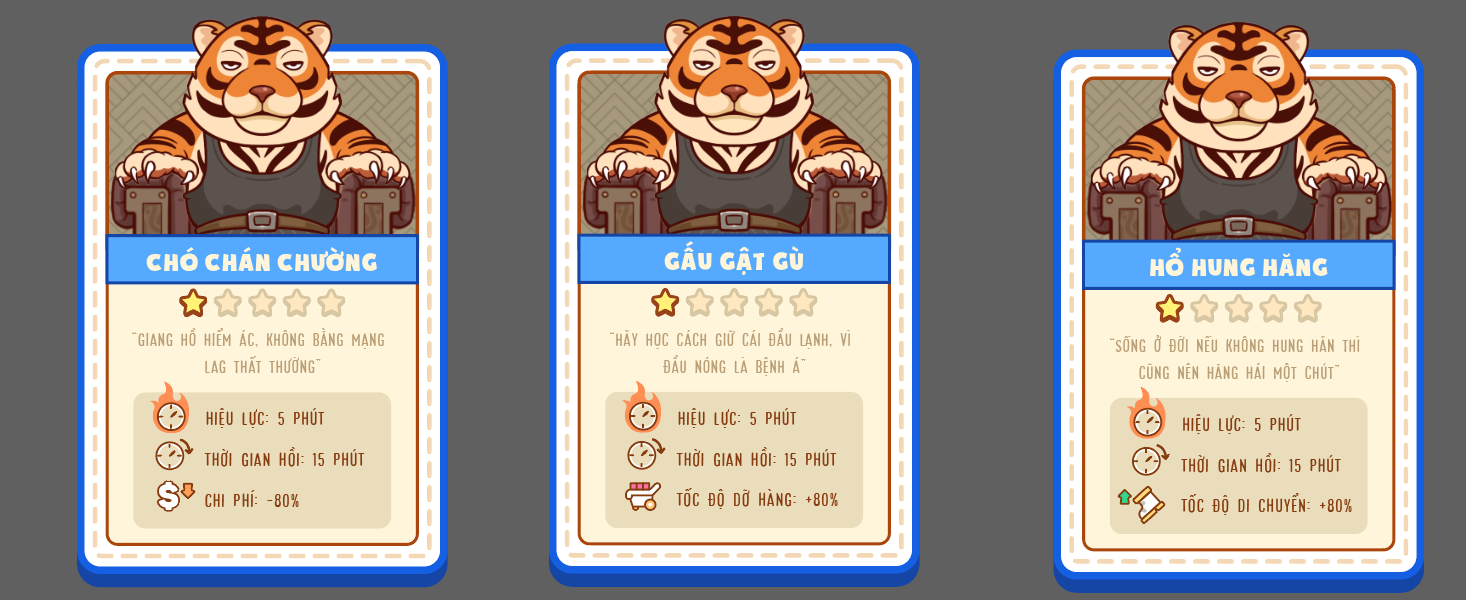 CHÓ CHÁN CHƯỜNG
"GIANG HỒ HIỂM ÁC, KHÔNG BẰNG MẠNG
LAG THẤT THƯỜNG"
HIỆU LỰC: 5 PHÚT
THỜI GIAN HỒI: 15 PHÚT
CHI PHÍ: -80%
GẤU GẬT GÙ
"HÃY HỌC CÁCH GIỮ CÁI ĐẦU LẠNH, VÌ
ĐẦU NÓNG LÀ BỆNH Á"
HIỆU LỰC: 5 PHÚT
THỜI GIAN HỒI: 15 PHÚT
TỐC ĐỘ DỠ HÀNG: +80%
HỔ HUNG HĂNG
"SỐNG Ở ĐỜI NẾU KHÔNG HUNG HÃN THÌ
CŨNG NÊN HĂNG HÁI MỘT CHÚT"
HIỆU LỰC: 5 PHÚT
THỜI GIAN HỒI: 15 PHÚT
TỐC ĐỘ DI CHUYỂN: +80%